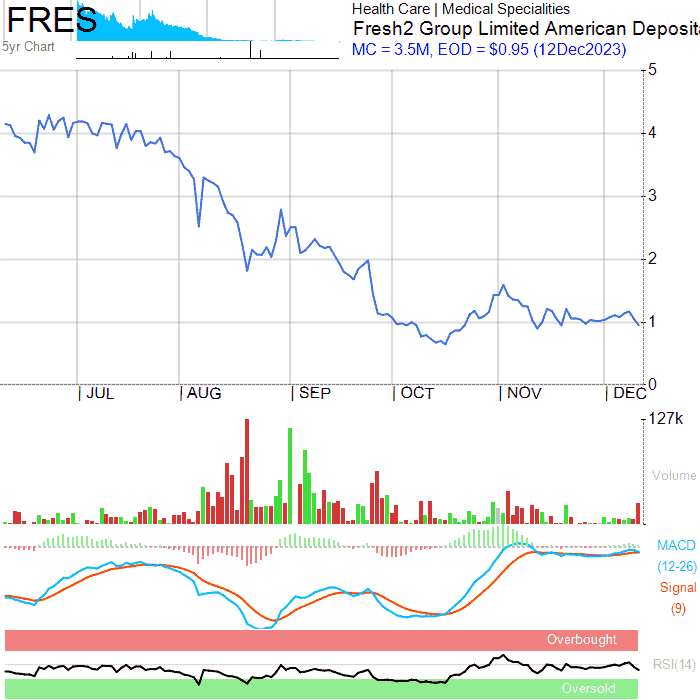 FRES
5yr Chart
Health Care | Medical Specialities
Fresh2 Group Limited American Deposit
MC = 3.5M, EOD = $0.95 (12Dec2023)
5
4
3
2
1
0
JUL AUG SEP OCT NOV DEC
127k
Volume
MACD
(12-26)
Signal
(9)
Overbought
RSI(14)
Oversold